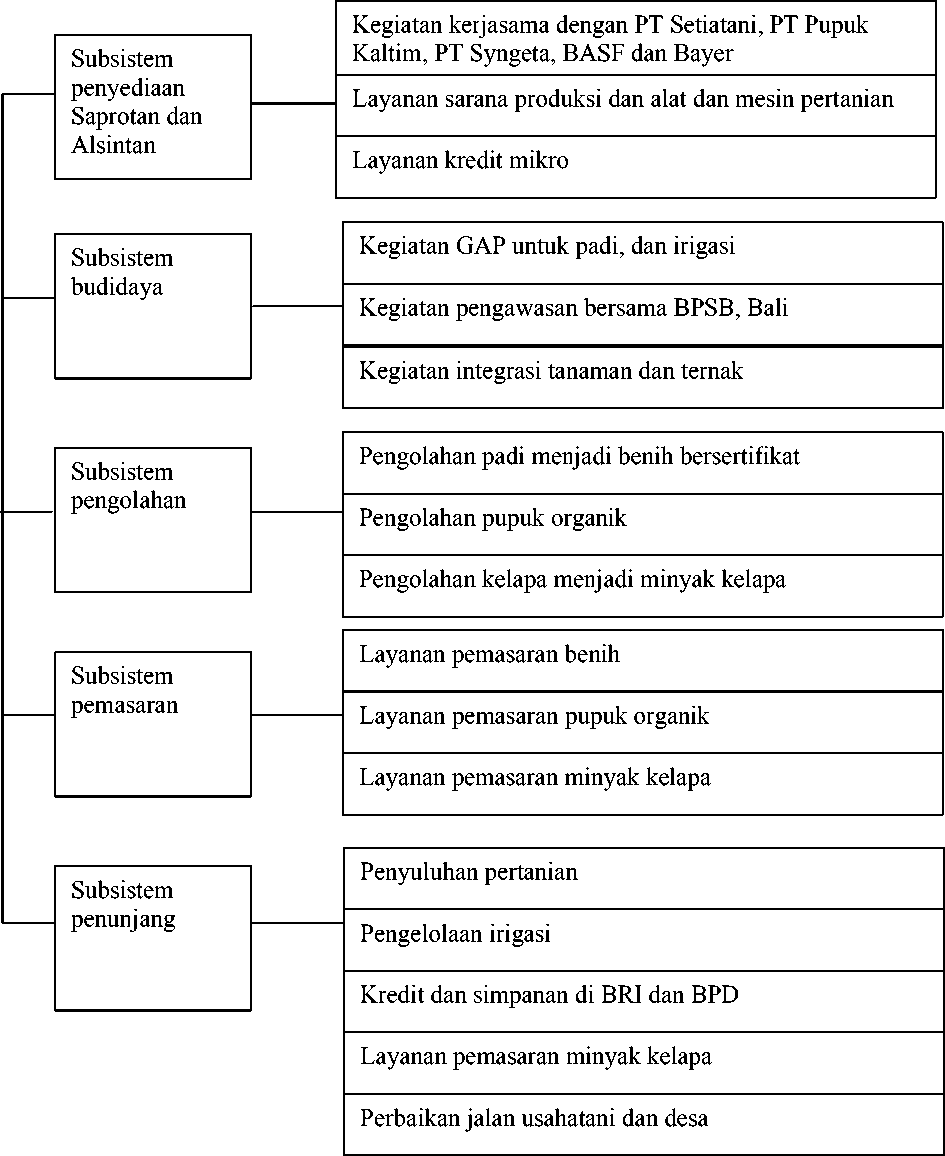 Subsistem
penyediaan
Saprotan dan
Alsintan
Kegiatan kerjasama dengan PT Setiatani, PT Pupuk
Kaltim, PT Syngeta, BASF dan Bayer
Layanan sarana produksi dan alat dan mesin pertanian
Layanan kredit mikro
Subsistem
budidaya
Kegiatan GAP untuk padi, dan irigasi
Kegiatan pengawasan bersama BPSB, Bali
Kegiatan integrasi tanaman dan ternak
Subsistem
pengolahan
Pengolahan padi menjadi benih bersertifikat
Pengolahan pupuk organik
Pengolahan kelapa menjadi minyak kelapa
Subsistem
pemasaran
Layanan pemasaran benih
Layanan pemasaran pupuk organik
Layanan pemasaran minyak kelapa
Subsistem
penunjang
Penyuluhan pertanian
Pengelolaan irigasi
Kredit dan simpanan di BRI dan BPD
Layanan pemasaran minyak kelapa
Perbaikan jalan usahatani dan desa